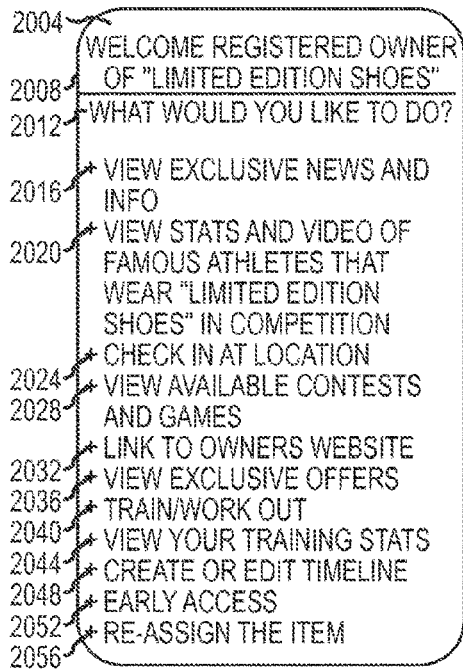 2004
WELCOME REGISTERED OWNER
2008 OF "LIMITED EDITION SHOES"
2012 WHAT WOULD YOU LIKE TO DO?
2016 + VIEW EXCLUSIVE NEWS AND
INFO
2020 + VIEW STATS AND VIDEO OF
FAMOUS ATHLETES THAT
WEAR "LIMITED EDITION
SHOES" IN COMPETITION
2024 + CHECK IN AT LOCATION
2028 + VIEW AVAILABLE CONTESTS
AND GAMES
2032 + LINK TO OWNERS WEBSITE
2036 + VIEW EXCLUSIVE OFFERS
2040 + TRAIN/WORK OUT
2044 + VIEW YOUR TRAINING STATS
2048 + CREATE OR EDIT TIMELINE
2052 + EARLY ACCESS
2056 + RE-ASSIGN THE ITEM